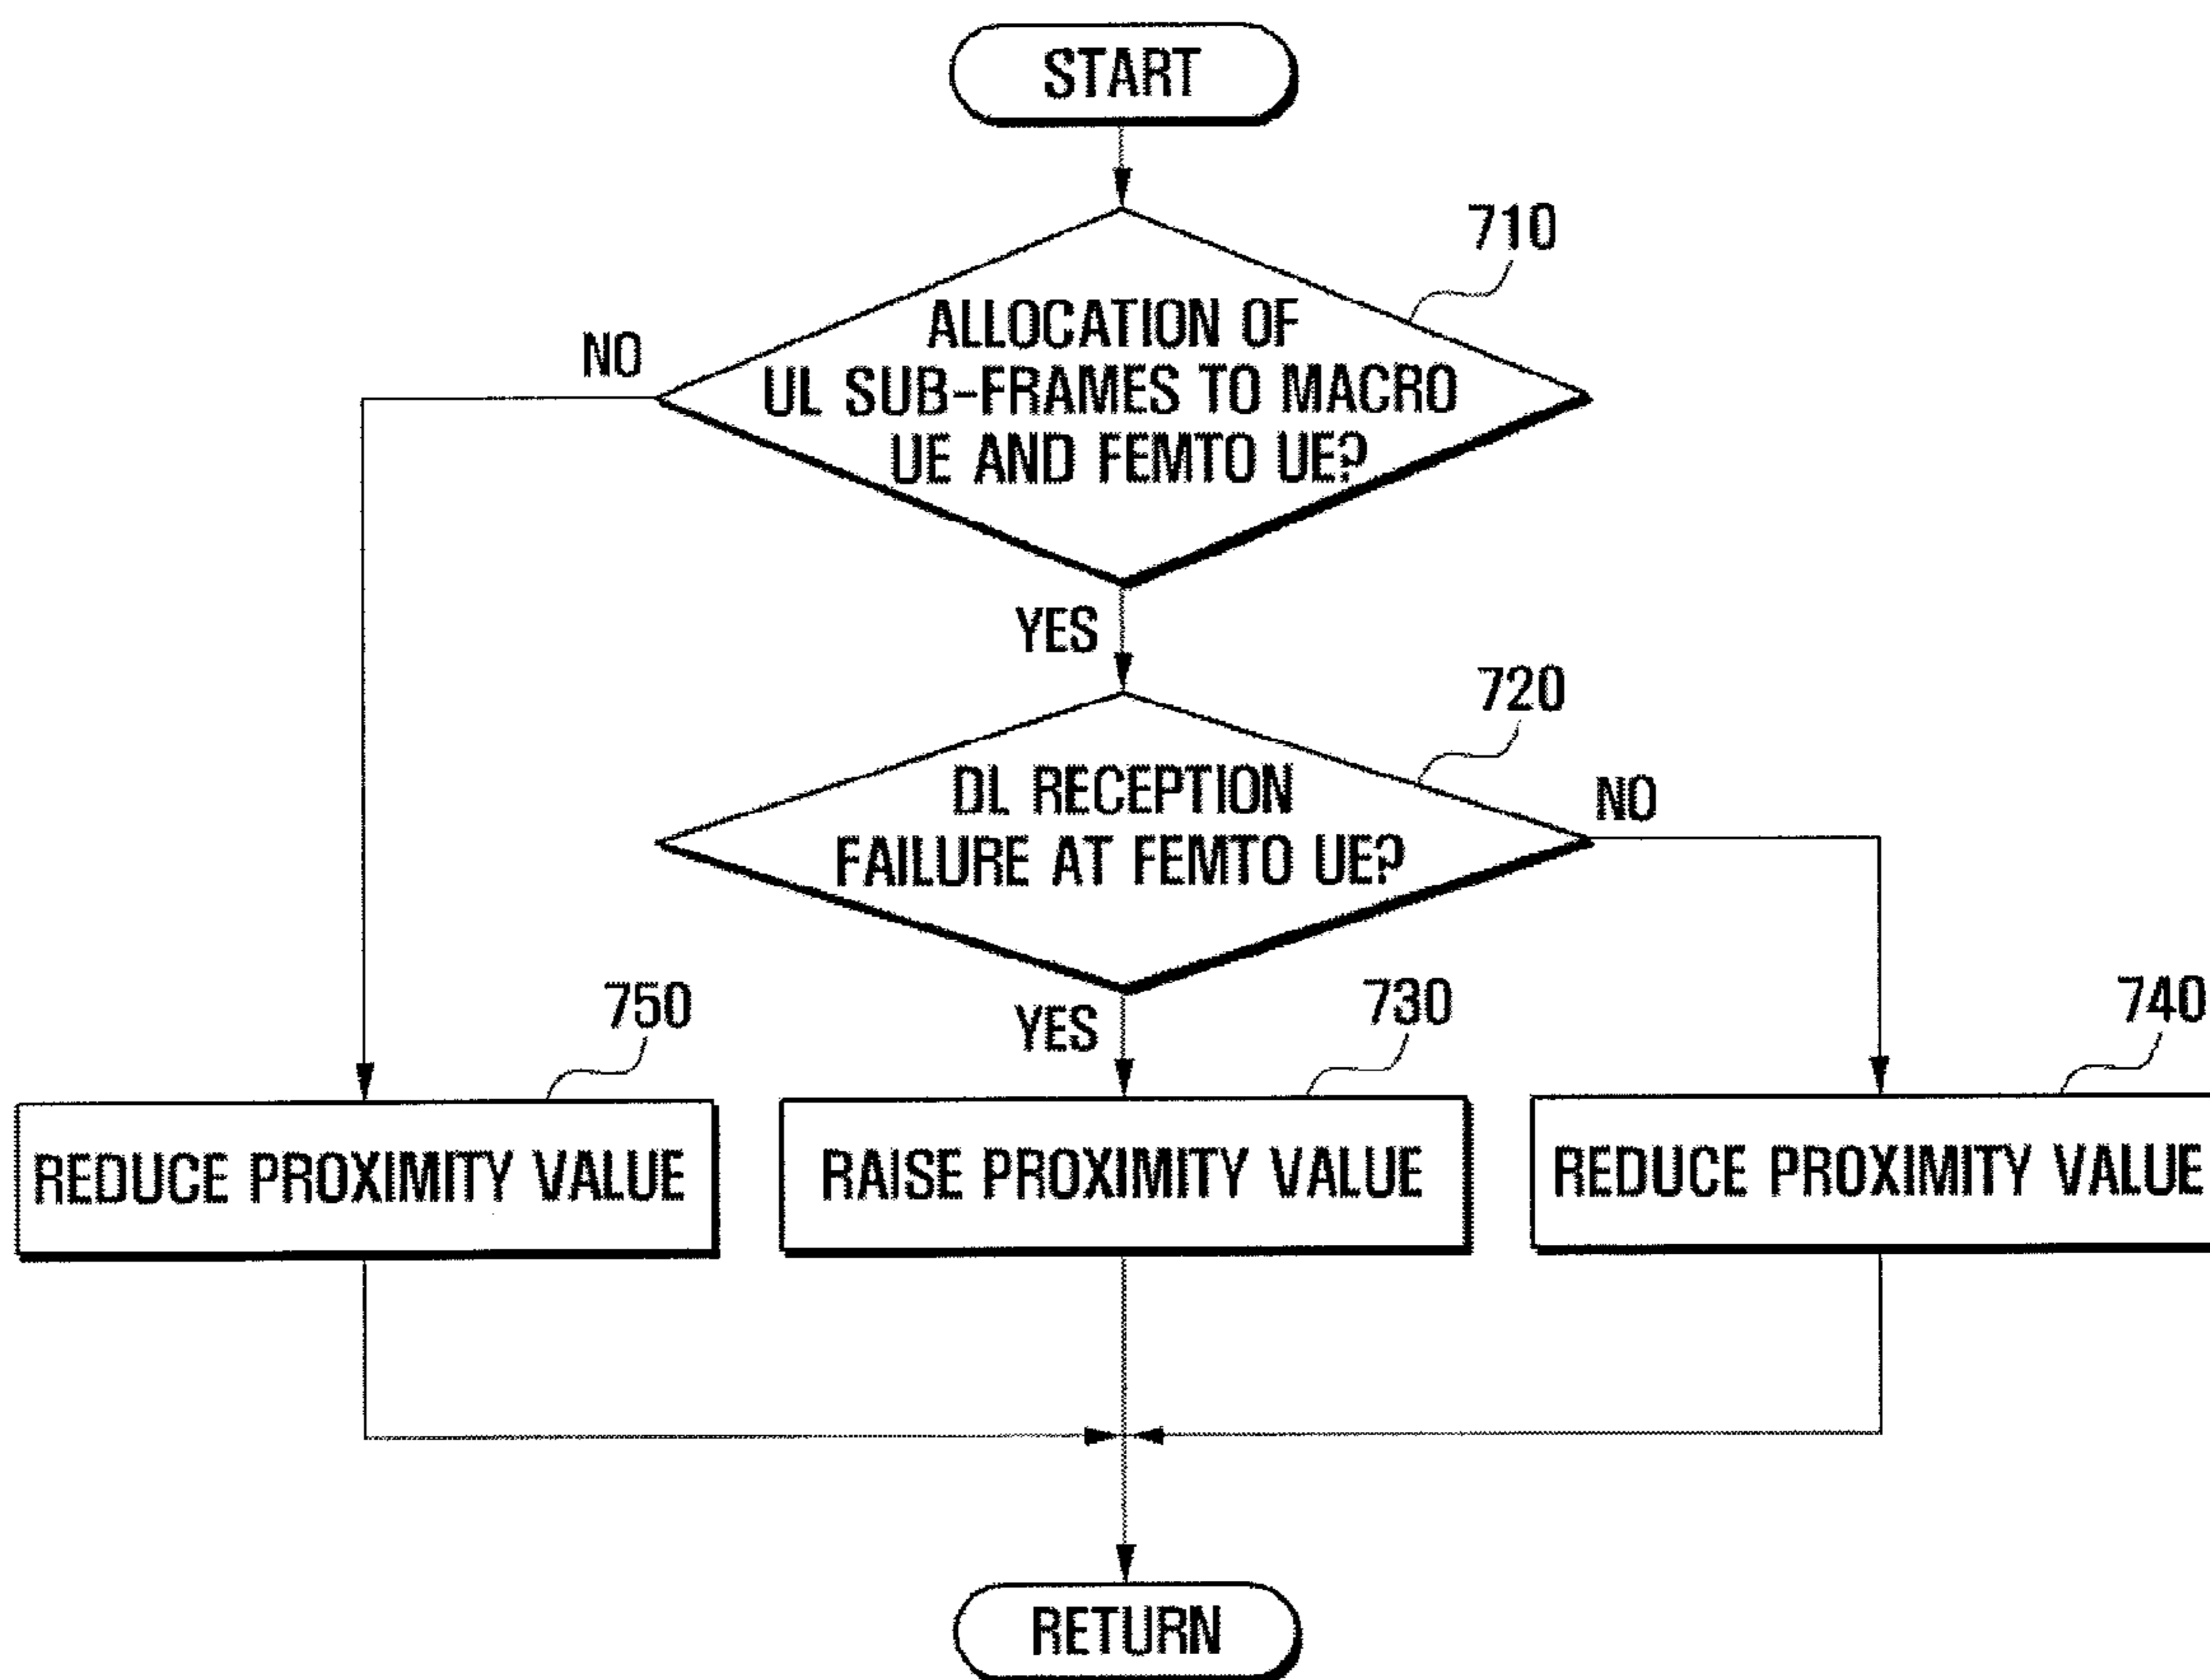 START
710
ALLOCATION OF
UL SUB-FRAMES TO MACRO
UE AND FEMTO UE?
NO
YES
720
DL RECEPTION
FAILURE AT FEMTO UE?
NO
YES
750
REDUCE PROXIMITY VALUE
730
RAISE PROXIMITY VALUE
740
REDUCE PROXIMITY VALUE
RETURN